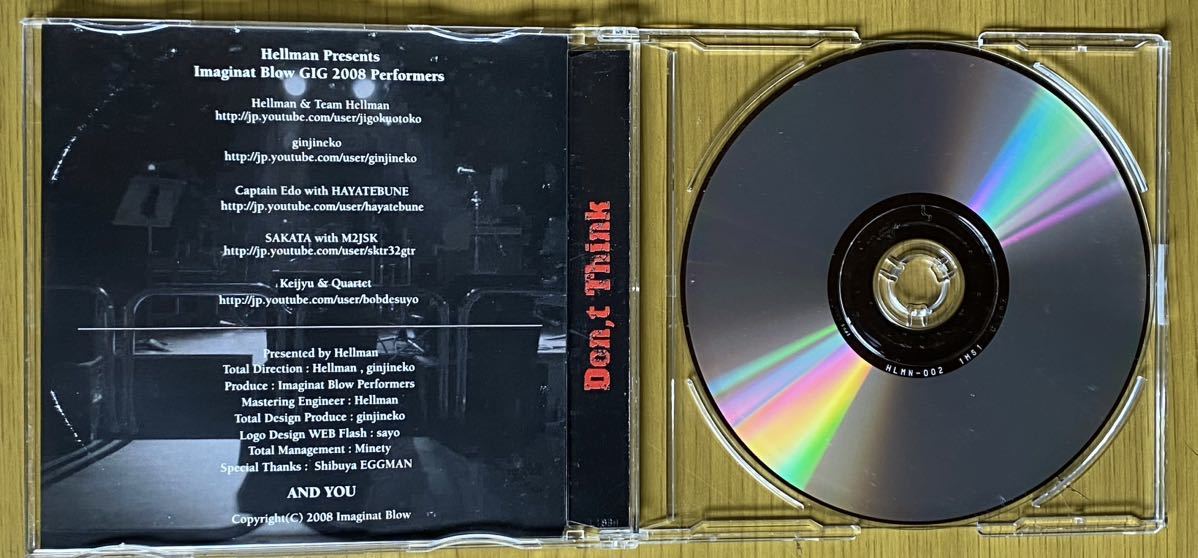 Hellman Presents
Imaginat Blow GIG 2008 Performers
Hellman & Team Hellman
http://jp.youtube.com/user/jigokuotoko
ginjineko
http://jp.youtube.com/user/ginjineko
Captain Edo with HAYATEBUNE
http://jp.youtube.com/user/hayatebune
SAKATA with M2JSK
http://jp.youtube.com/user/sktr32gtr
Keijyu & Quartet
http://jp.youtube.com/user/bobdesuyo
Presented by Hellman
Total Direction : Hellman , ginjineko
Produce : Imaginat Blow Performers
Mastering Engineer : Hellman
Total Design Produce : ginjineko
Logo Design WEB Flash : sayo
Total Management : Minety
Special Thanks : Shibuya EGGMAN
AND YOU
Copyright(C) 2008 Imaginat Blow
Don,t Think
HLMN-002 1MS1